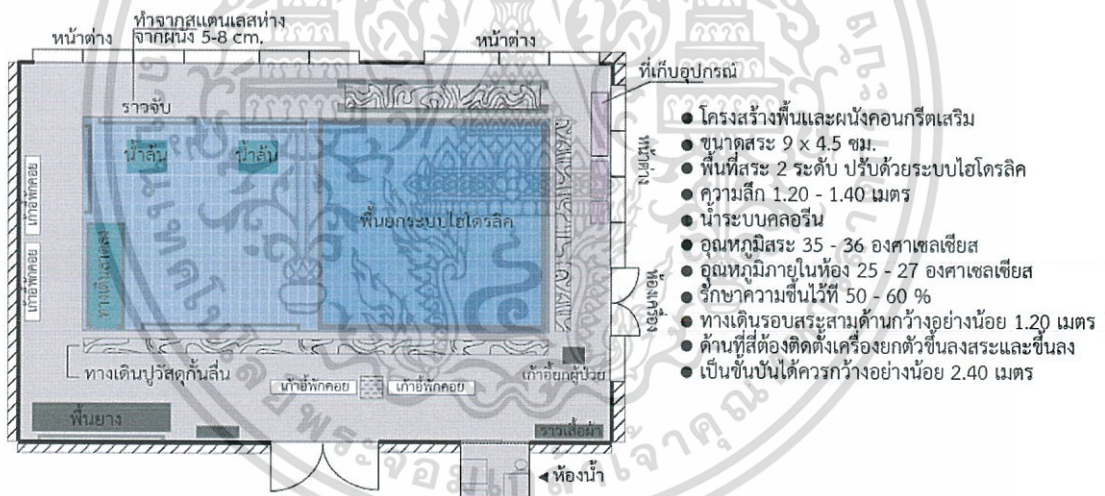 ทำจากสแตนเลสห่าง
จากผนัง 5-8 cm.
หน้าต่าง
หน้าต่าง
ที่เก็บอุปกรณ์
ราวจับ
น้ำล้น
น้ำล้น
หน้าต่าง
เก้าอี้พักคอย
เก้าอี้พักคอย
พื้นยกระบบไฮโดรลิค
ทางเดินลาดลง
ห้องเครื่อง
ทางเดินปูวัสดุกั้นลื่น
เก้าอี้พักคอย
เก้าอี้พักคอย
เก้าอี้ยกผู้ป่วย
พื้นยาง
ราวเสื้อผ้า
ห้องน้ำ
● โครงสร้างพื้นและผนังคอนกรีตเสริม
● ขนาดสระ 9 x 4.5 ซม.
● พื้นที่สระ 2 ระดับ ปรับด้วยระบบไฮโดรลิค
● ความลึก 1.20 - 1.40 เมตร
● น้ำระบบคลอรีน
● อุณหภูมิสระ 35 - 36 องศาเซลเซียส
● อุณหภูมิภายในห้อง 25 - 27 องศาเซลเซียส
● รักษาความชื้นไว้ที่ 50 - 60 %
● ทางเดินรอบสระสามด้านกว้างอย่างน้อย 1.20 เมตร
● ด้านที่สี่ต้องติดตั้งเครื่องยกตัวขึ้นลงสระและขึ้นลง
● เป็นขั้นบันได้ควรกว้างอย่างน้อย 2.40 เมตร